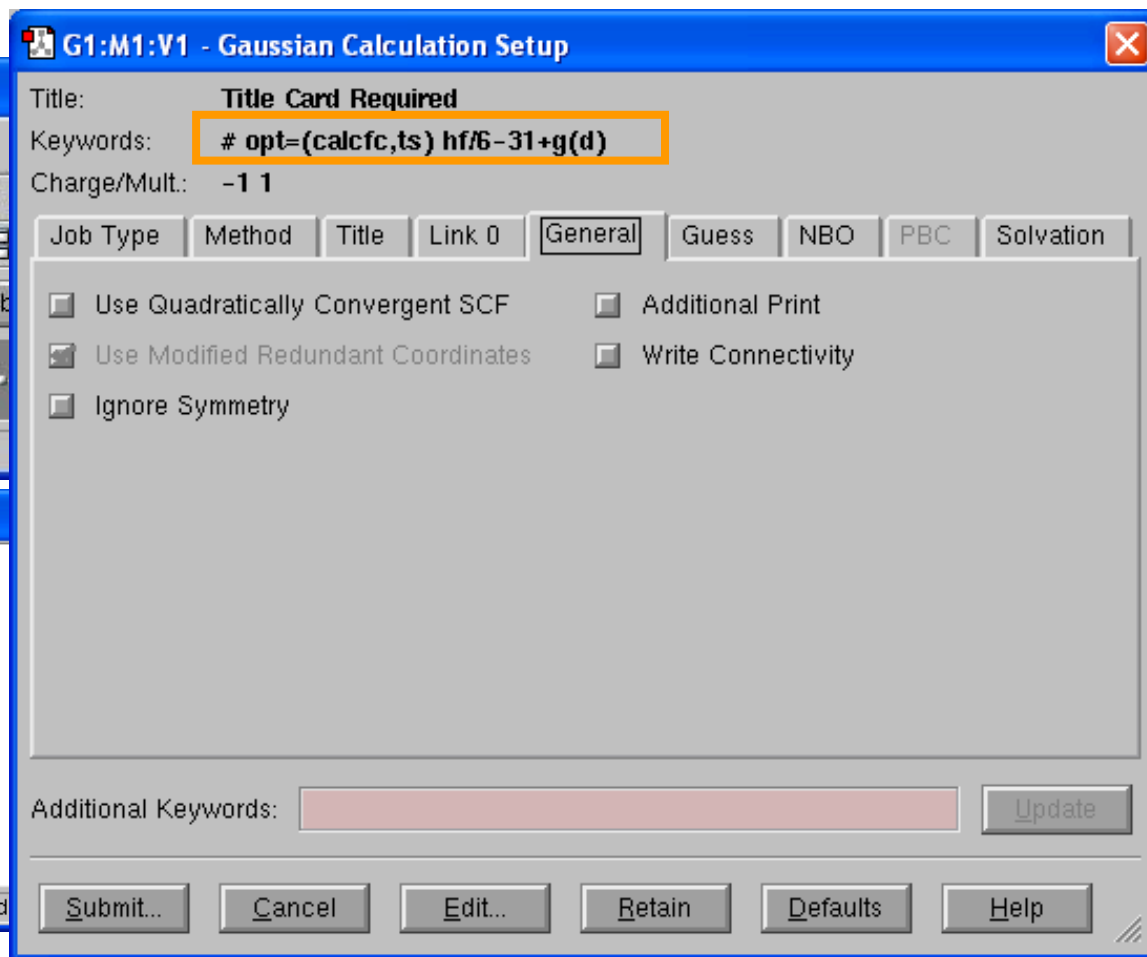 G1:M1:V1 - Gaussian Calculation Setup
Title: Title Card Required
Keywords: # opt=(calcfc,ts) hf/6-31+g(d)
Charge/Mult.: -1 1
Job Type Method Title Link 0 General Guess NBO PBC Solvation
Use Quadratically Convergent SCF Additional Print
Use Modified Redundant Coordinates Write Connectivity
Ignore Symmetry
Additional Keywords: Update
Submit... Cancel Edit... Retain Defaults Help